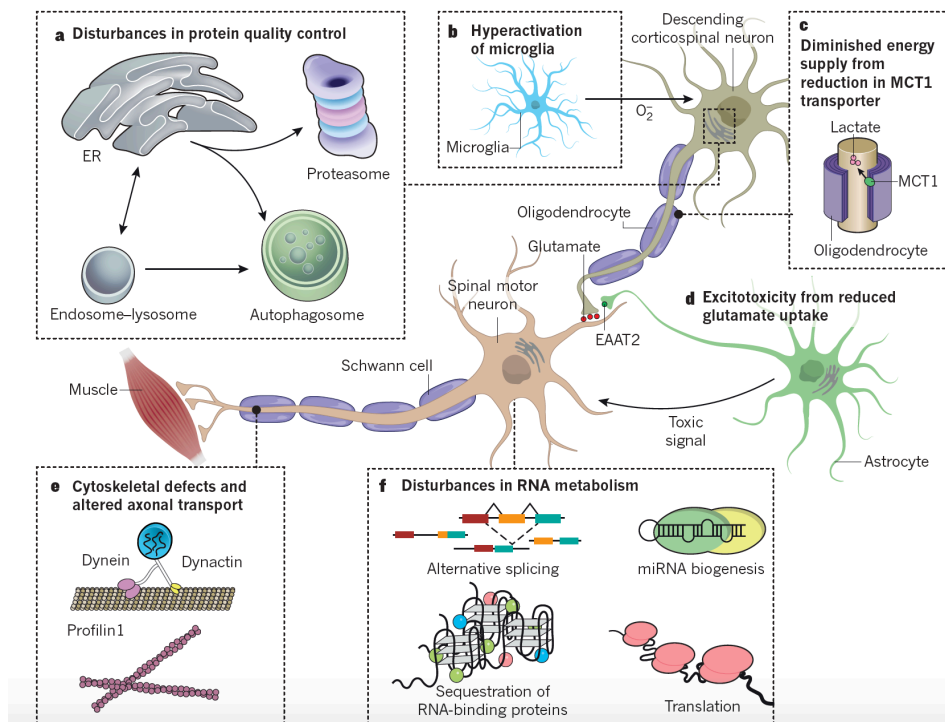 a Disturbances in protein quality control
ER
Proteasome
Endosome–lysosome
Autophagosome
b Hyperactivation
of microglia
Microglia
O2−
Descending
corticospinal neuron
c
Diminished energy
supply from
reduction in MCT1
transporter
Lactate
MCT1
Oligodendrocyte
Oligodendrocyte
Glutamate
Spinal motor
neuron
EAAT2
d Excitotoxicity from reduced
glutamate uptake
Schwann cell
Muscle
Toxic
signal
Astrocyte
e Cytoskeletal defects and
altered axonal transport
Dynein
Dynactin
Profilin1
f Disturbances in RNA metabolism
Alternative splicing
miRNA biogenesis
Sequestration of
RNA-binding proteins
Translation